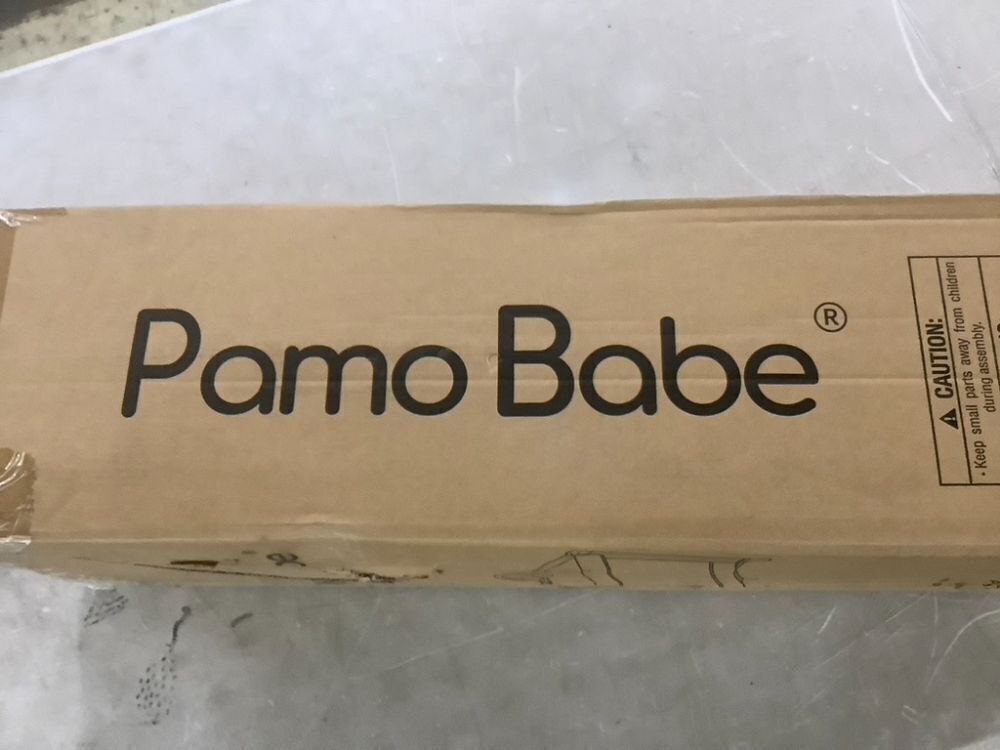 Pamo Babe ®
⚠ CAUTION:
• Keep small parts away from children
during assembly.